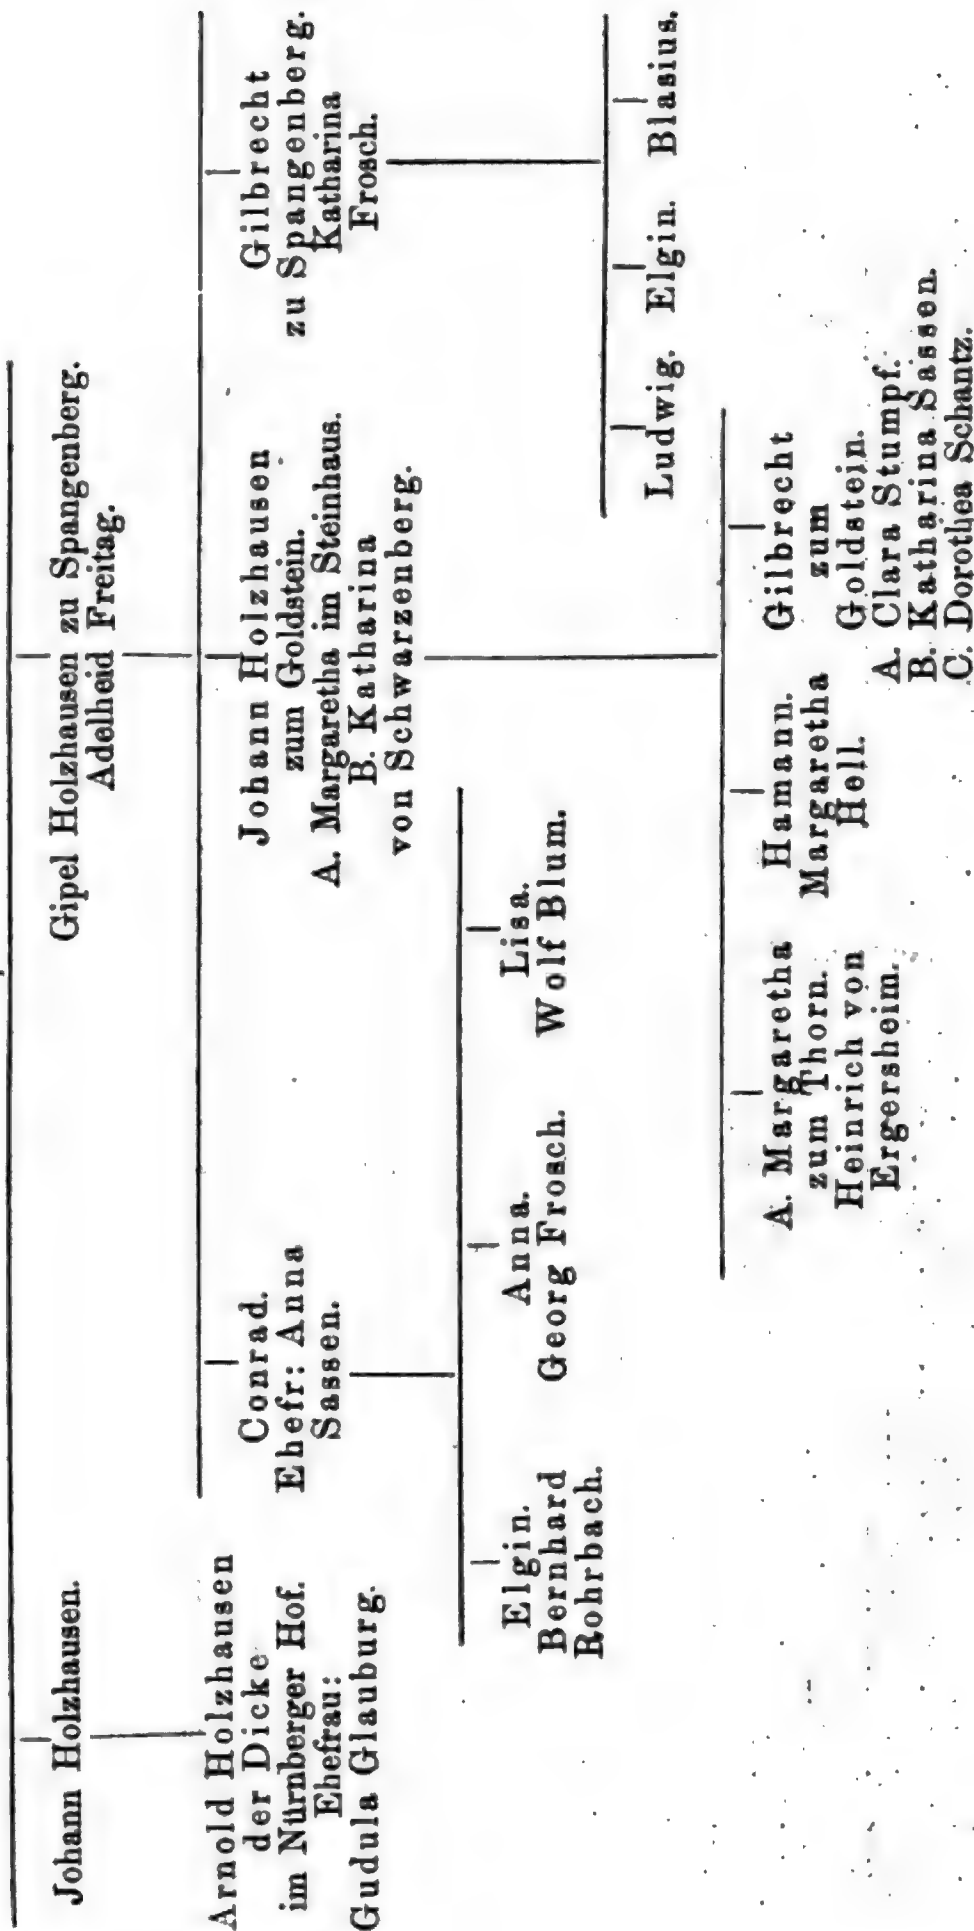 Johann Holzhausen.
Gipel Holzhausen zu Spangenberg.
Adelheid Freitag.
Arnold Holzhausen
der Dicke
im Nürnberger Hof.
Ehefrau:
Gudula Glauburg.
Conrad.
Ehefr: Anna
Sassen.
Johann Holzhausen
zum Goldstein.
A. Margaretha im Steinhaus.
B. Katharina
von Schwarzenberg.
Gilbrecht
zu Spangenberg.
Katharina
Frosch.
Elgin.
Bernhard
Rohrbach.
Anna.
Georg Frosch.
Lisa.
Wolf Blum.
Ludwig.
Elgin.
Blasius.
A. Margaretha
zum Thorn.
Heinrich von
Ergersheim.
Hamann.
Margaretha
Hell.
Gilbrecht
zum
Goldstein.
A. Clara Stumpf.
B. Katharina Sassen.
C. Dorothea Schantz.